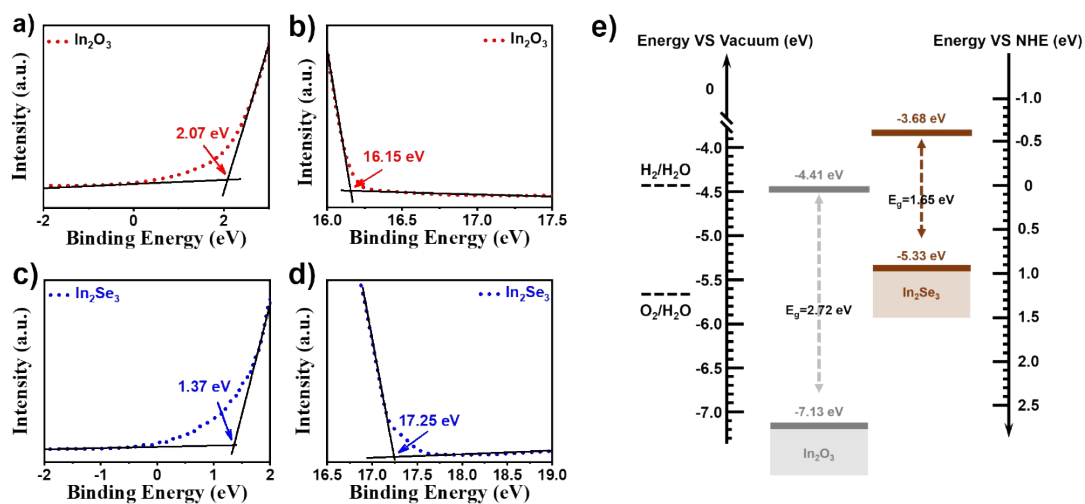 a)
In₂O₃
2.07 eV
Intensity (a.u.)
-2 0 2
Binding Energy (eV)
b)
In₂O₃
16.15 eV
Intensity (a.u.)
16.0 16.5 17.0 17.5
Binding Energy (eV)
c)
In₂Se₃
1.37 eV
Intensity (a.u.)
-2 -1 0 1 2
Binding Energy (eV)
d)
In₂Se₃
17.25 eV
Intensity (a.u.)
16.5 17.0 17.5 18.0 18.5 19.0
Binding Energy (eV)
e)
Energy VS Vacuum (eV)
Energy VS NHE (eV)
0
-4.0
-4.5
-5.0
-5.5
-6.0
-6.5
-7.0
H₂/H₂O
O₂/H₂O
-4.41 eV
Eg=2.72 eV
-7.13 eV
In₂O₃
-3.68 eV
Eg=1.65 eV
-5.33 eV
In₂Se₃
-1.0
-0.5
0
0.5
1.0
1.5
2.0
2.5